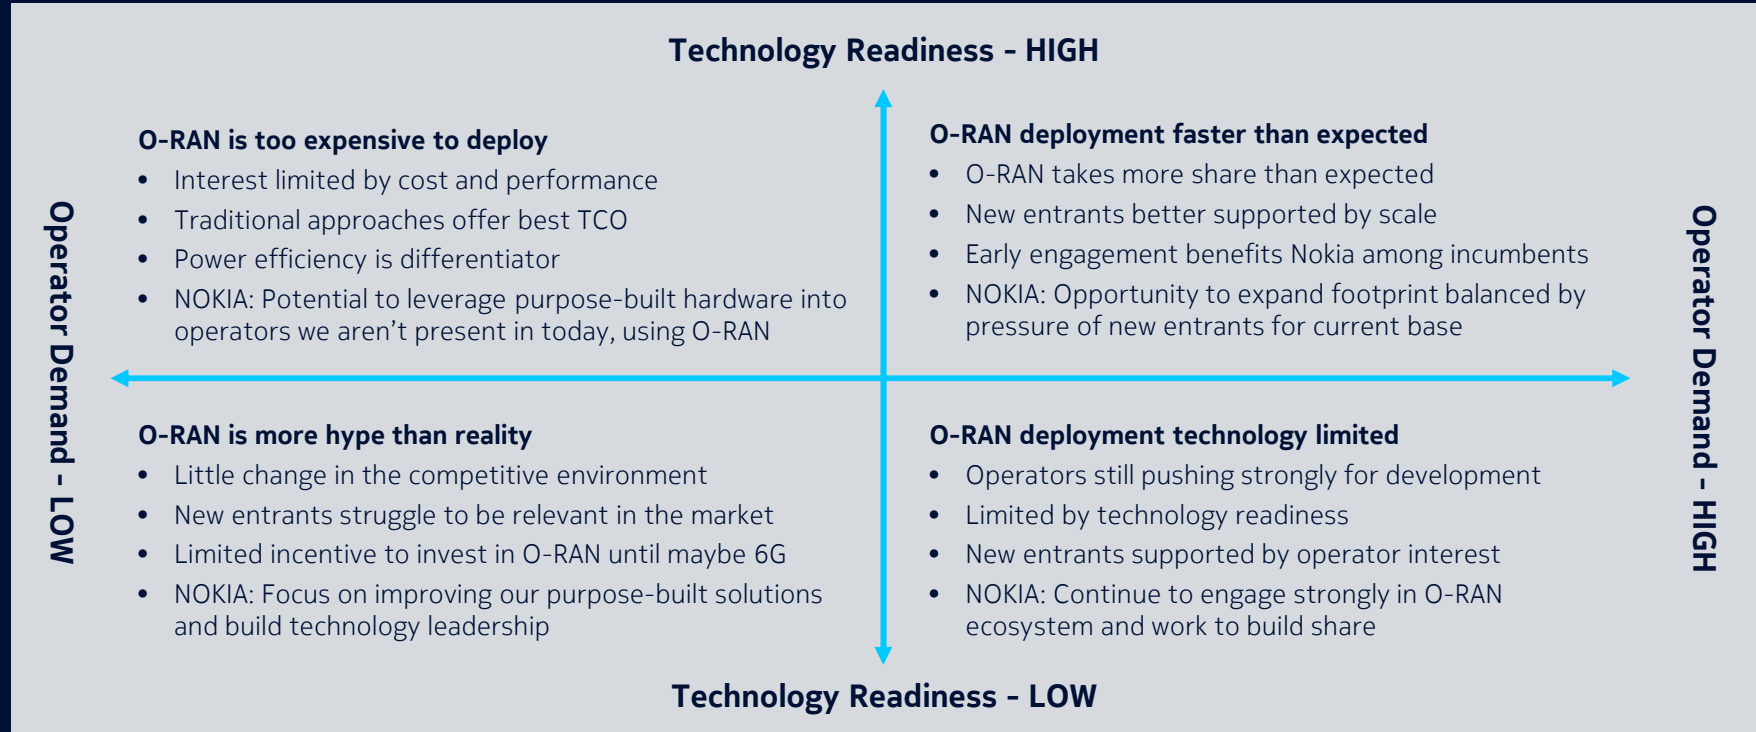 Technology Readiness - HIGH
Operator Demand - LOW
O-RAN is too expensive to deploy
• Interest limited by cost and performance
• Traditional approaches offer best TCO
• Power efficiency is differentiator
• NOKIA: Potential to leverage purpose-built hardware into
operators we aren’t present in today, using O-RAN
O-RAN deployment faster than expected
• O-RAN takes more share than expected
• New entrants better supported by scale
• Early engagement benefits Nokia among incumbents
• NOKIA: Opportunity to expand footprint balanced by
pressure of new entrants for current base
Operator Demand - HIGH
O-RAN is more hype than reality
• Little change in the competitive environment
• New entrants struggle to be relevant in the market
• Limited incentive to invest in O-RAN until maybe 6G
• NOKIA: Focus on improving our purpose-built solutions
and build technology leadership
O-RAN deployment technology limited
• Operators still pushing strongly for development
• Limited by technology readiness
• New entrants supported by operator interest
• NOKIA: Continue to engage strongly in O-RAN
ecosystem and work to build share
Technology Readiness - LOW